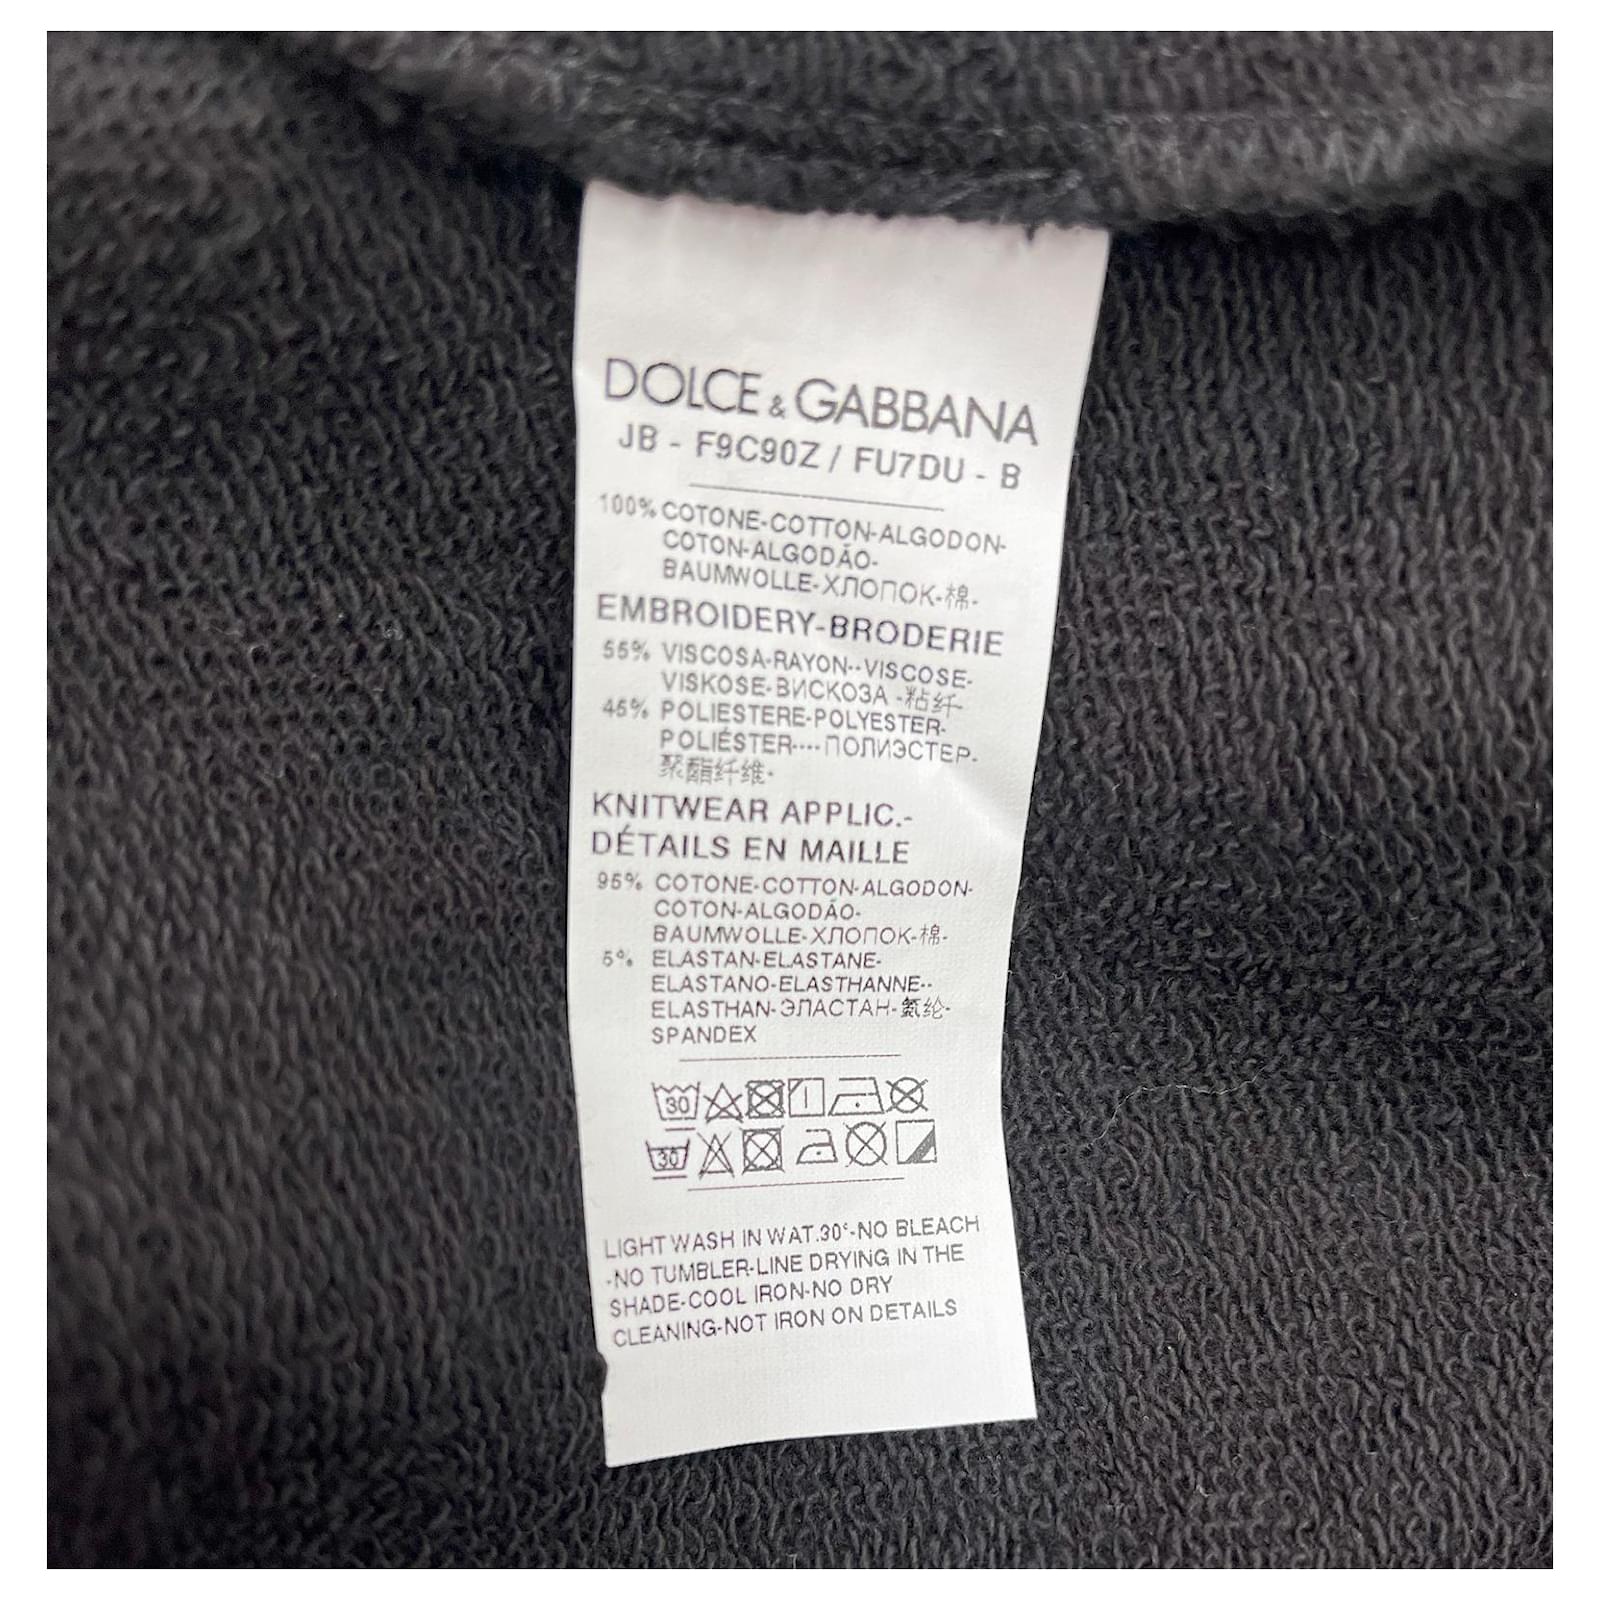 DOLCE & GABBANA
JB - F9C90Z / FU7DU - B
100% COTONE-COTTON-ALGODON-
COTON-ALGODÃO-
BAUMWOLLE-ХЛОПОК-棉-
EMBROIDERY-BRODERIE
55% VISCOSA-RAYON--VISCOSE-
VISKOSE-ВИСКОЗА -粘纤-
45% POLIESTERE-POLYESTER-
POLIÉSTER----ПОЛИЭСТЕР-
聚酯纤维-
KNITWEAR APPLIC.-
DÉTAILS EN MAILLE
95% COTONE-COTTON-ALGODON-
COTON-ALGODÃO-
BAUMWOLLE-ХЛОПОК-棉-
5% ELASTAN-ELASTANE-
ELASTANO-ELASTHANNE--
ELASTHAN-ЭЛАСТАН-氨纶-
SPANDEX
30
30
LIGHT WASH IN WAT.30°-NO BLEACH
-NO TUMBLER-LINE DRYING IN THE
SHADE-COOL IRON-NO DRY
CLEANING-NOT IRON ON DETAILS